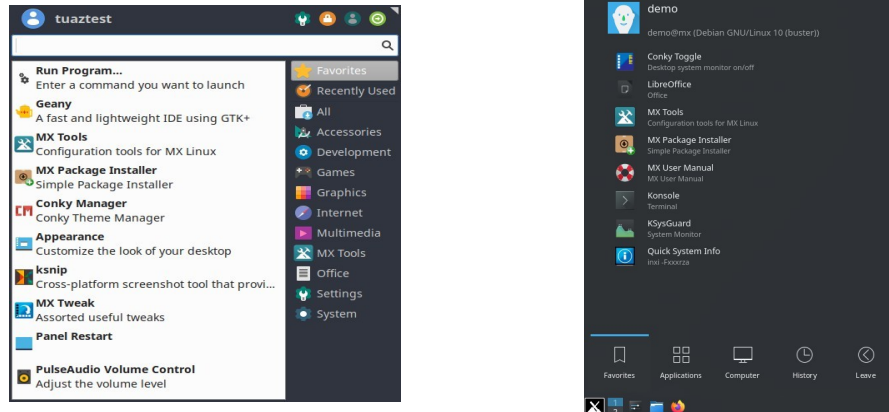 tuaztest
Run Program...
Enter a command you want to launch
Geany
A fast and lightweight IDE using GTK+
MX Tools
Configuration tools for MX Linux
MX Package Installer
Simple Package Installer
Conky Manager
Conky Theme Manager
Appearance
Customize the look of your desktop
ksnip
Cross-platform screenshot tool that provi...
MX Tweak
Assorted useful tweaks
Panel Restart
PulseAudio Volume Control
Adjust the volume level
Favorites
Recently Used
All
Accessories
Development
Games
Graphics
Internet
Multimedia
MX Tools
Office
Settings
System
demo
demo@mx (Debian GNU/Linux 10 (buster))
Conky Toggle
Desktop system monitor on/off
LibreOffice
Office
MX Tools
Configuration tools for MX Linux
MX Package Installer
Simple Package Installer
MX User Manual
MX User Manual
Konsole
Terminal
KSysGuard
System Monitor
Quick System Info
inxi -Fxxxrza
Favorites
Applications
Computer
History
Leave
1
2